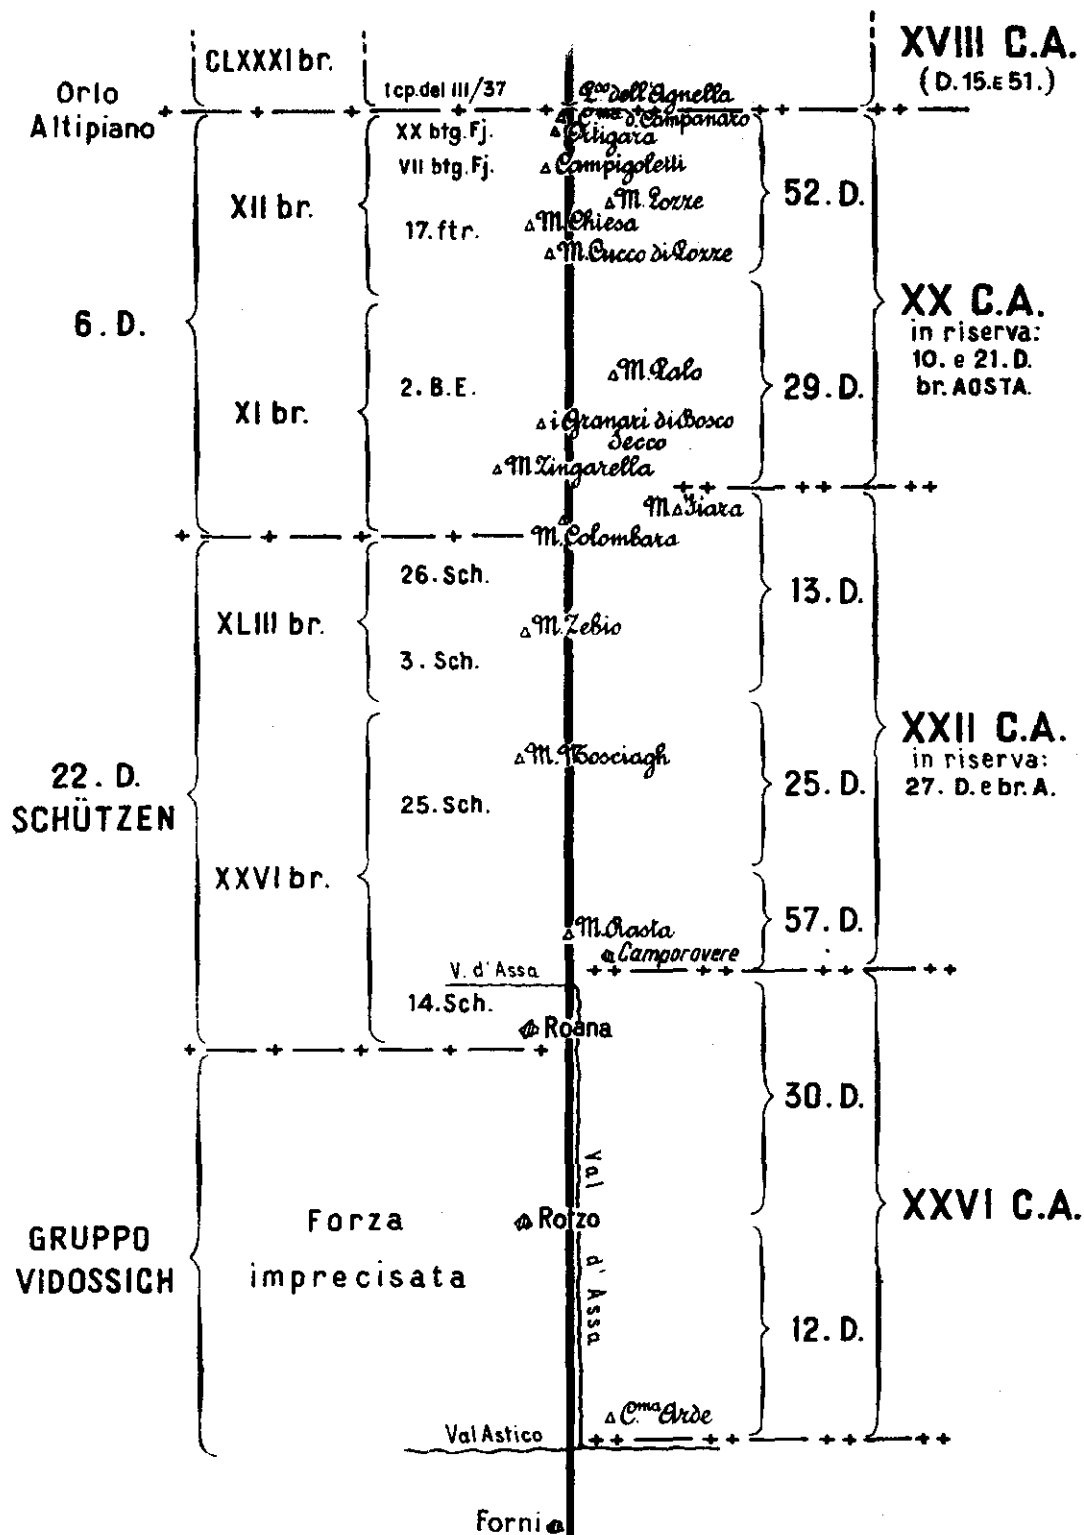 CLXXXI br.
XVIII C.A.
(D. 15. E 51.)
1 cp. del III/37
P.sso dell'Agnella
Orlo
Altipiano
C.ma d. Campanaro
XX btg. Fj.
Ortigara
VII btg. Fj.
Campigoletti
52. D.
XII br.
M. Pozze
17. ftr.
M. Chiesa
M. Cucco di Pozze
XX C.A.
in riserva:
10. e 21. D.
br. AOSTA.
6. D.
M. Palo
2. B.E.
29. D.
XI br.
i Granari di Bosco
Secco
M. Zingarella
M. Fiara
M. Colombara
26. Sch.
13. D.
XLIII br.
M. Zebio
3. Sch.
XXII C.A.
in riserva:
27. D. e br. A.
M. Mosciagh
22. D.
SCHÜTZEN
25. Sch.
25. D.
XXVI br.
57. D.
M. Rasta
Camporovere
V. d'Assa
14. Sch.
Roana
30. D.
Val d'Assa
XXVI C.A.
Forza
imprecisata
Rotzo
GRUPPO
VIDOSSICH
12. D.
C.ma Arde
Val Astico
Forni